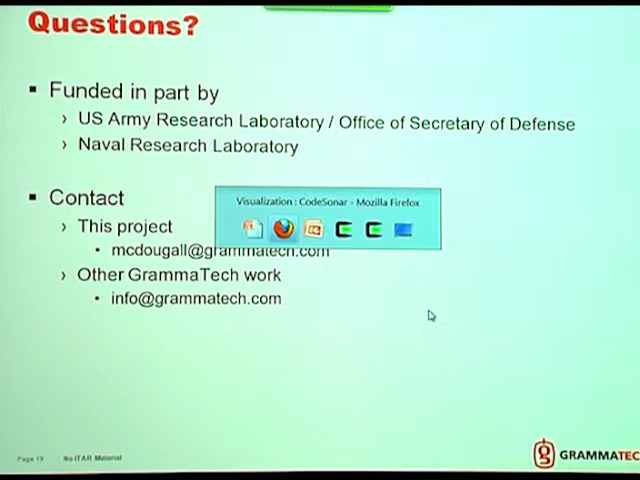 Questions?
▪ Funded in part by
› US Army Research Laboratory / Office of Secretary of Defense
› Naval Research Laboratory
▪ Contact
Visualization : CodeSonar - Mozilla Firefox
› This project
• mcdougall@grammatech.com
› Other GrammaTech work
• info@grammatech.com
Page 19 No ITAR Material
GRAMMATEC